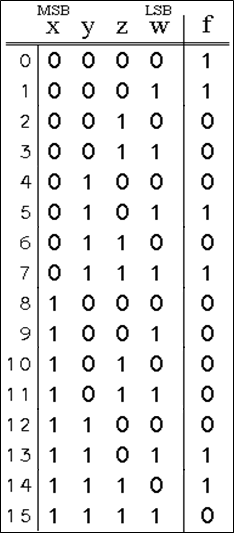 MSB LSB
x y z w f
0 0 0 0 0 1
1 0 0 0 1 1
2 0 0 1 0 0
3 0 0 1 1 0
4 0 1 0 0 0
5 0 1 0 1 1
6 0 1 1 0 0
7 0 1 1 1 1
8 1 0 0 0 0
9 1 0 0 1 0
10 1 0 1 0 0
11 1 0 1 1 0
12 1 1 0 0 0
13 1 1 0 1 1
14 1 1 1 0 1
15 1 1 1 1 0